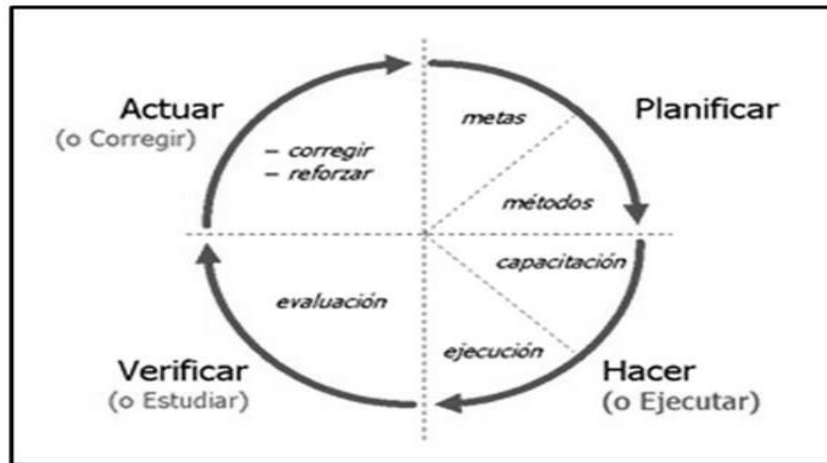 Actuar
(o Corregir)
– corregir
– reforzar
metas
métodos
Planificar
capacitación
ejecución
Hacer
(o Ejecutar)
evaluación
Verificar
(o Estudiar)